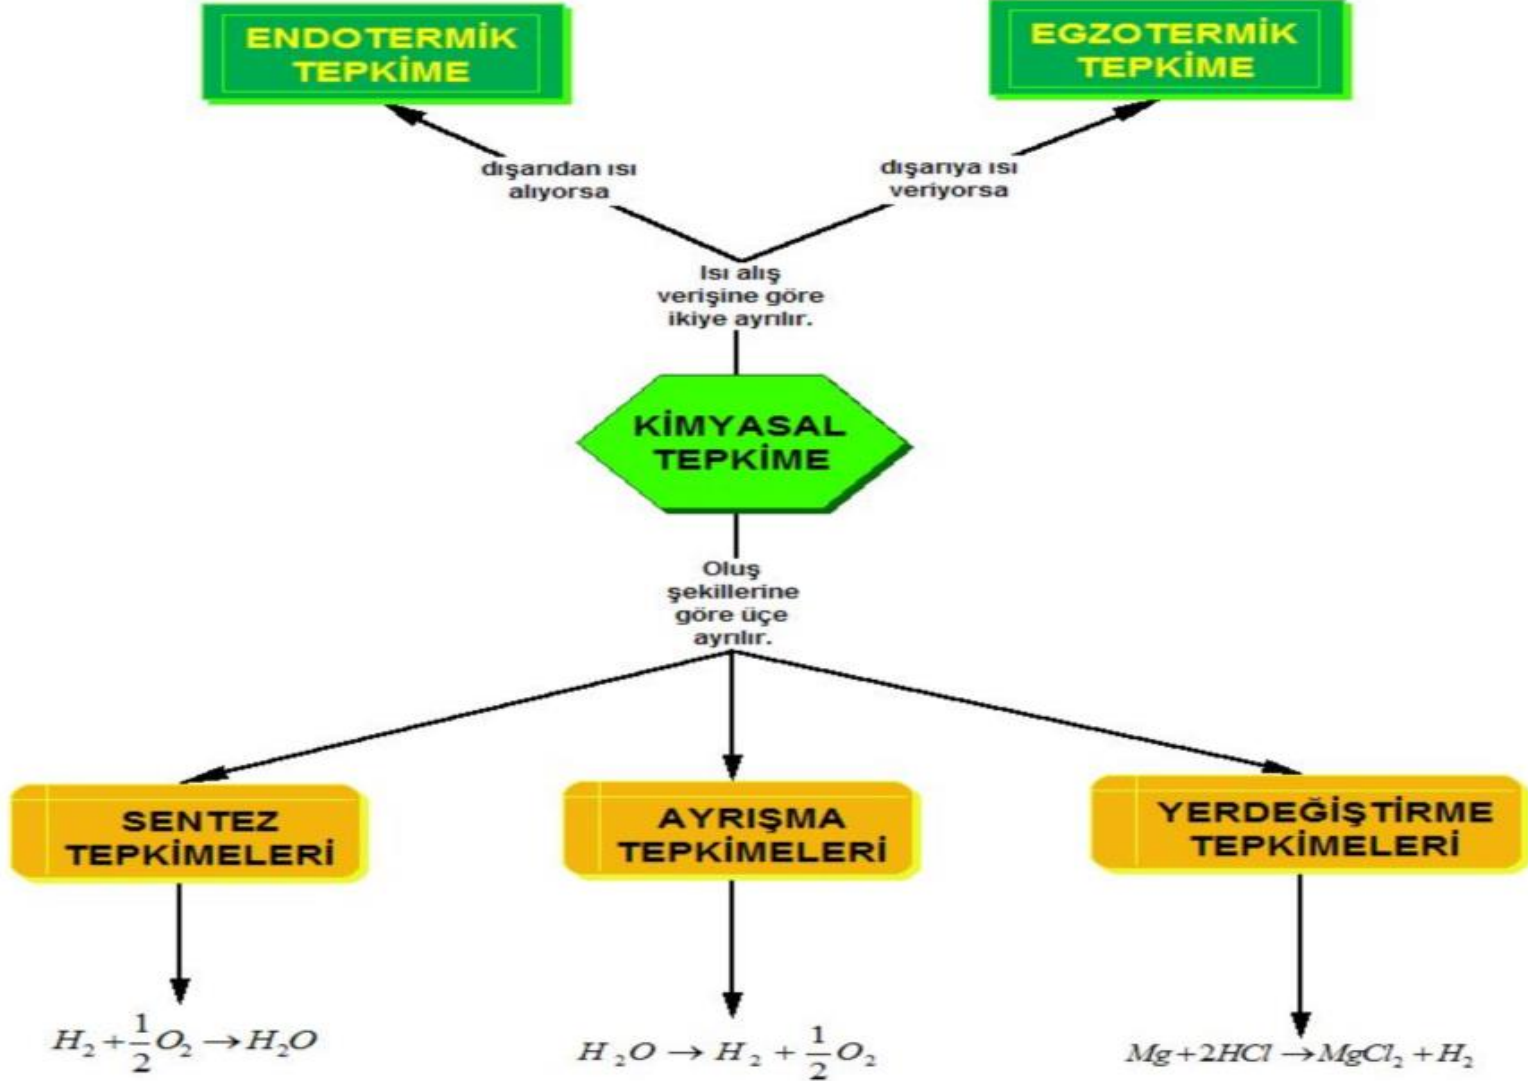 ENDOTERMİK
TEPKİME
EGZOTERMİK
TEPKİME
dışarıdan ısı
alıyorsa
dışarıya ısı
veriyorsa
Isı alış
verişine göre
ikiye ayrılır.
KİMYASAL
TEPKİME
Oluş
şekillerine
göre üçe
ayrılır.
SENTEZ
TEPKİMELERİ
AYRIŞMA
TEPKİMELERİ
YERDEĞİŞTİRME
TEPKİMELERİ
H₂ + 1/2 O₂ → H₂O
H₂O → H₂ + 1/2 O₂
Mg + 2HCl → MgCl₂ + H₂